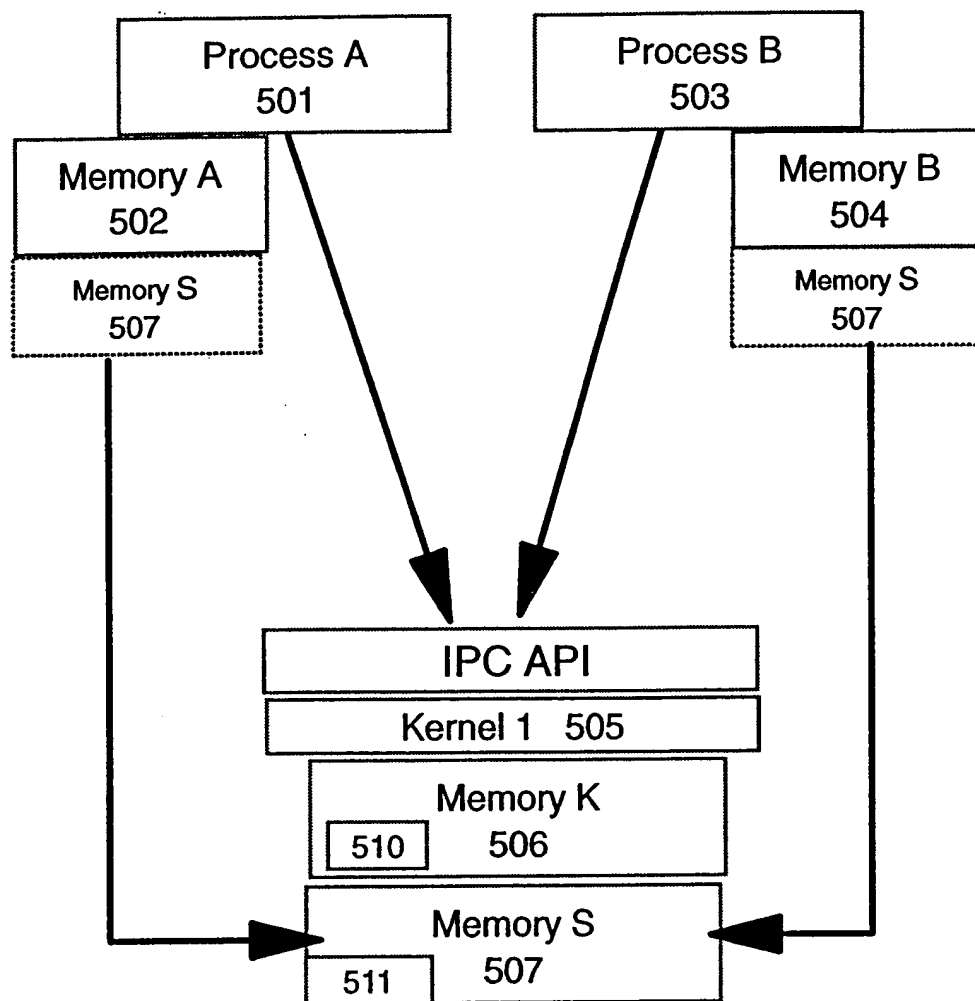 Process A
501
Process B
503
Memory A
502
Memory B
504
Memory S
507
Memory S
507
IPC API
Kernel 1 505
Memory K
510 506
Memory S
507
511